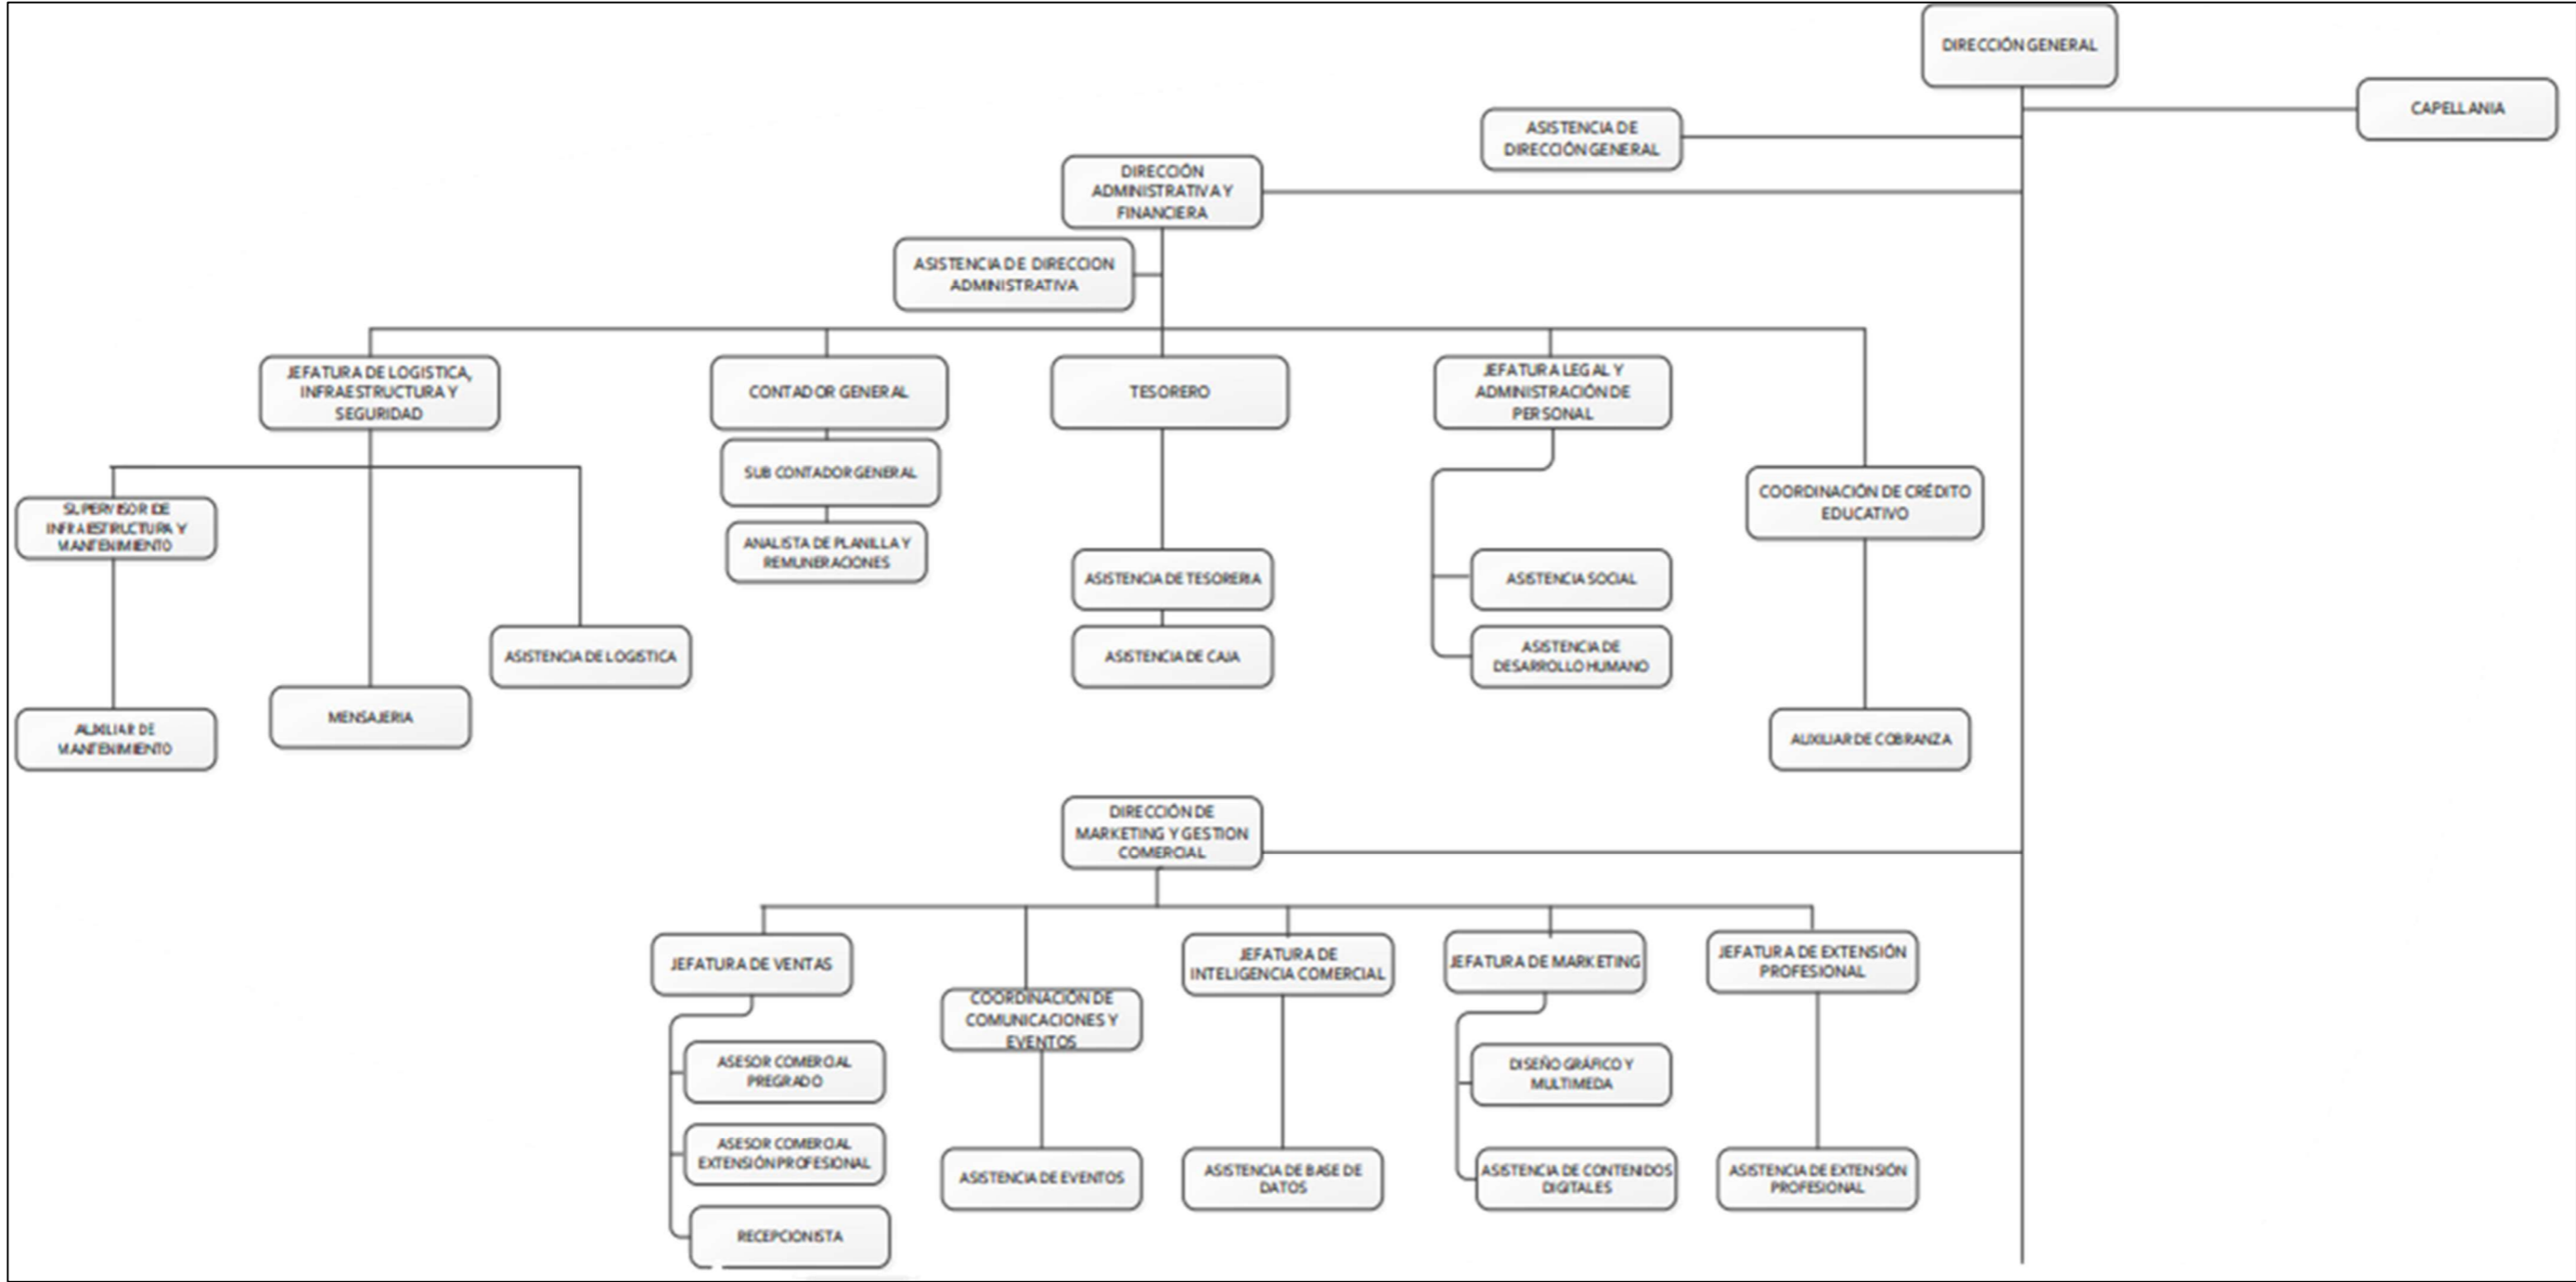 DIRECCIÓN GENERAL
CAPELLANIA
ASISTENCIA DE
DIRECCIÓN GENERAL
DIRECCIÓN
ADMINISTRATIVA Y
FINANCIERA
ASISTENCIA DE DIRECCION
ADMINISTRATIVA
JEFATURA DE LOGISTICA,
INFRAESTRUCTURA Y
SEGURIDAD
CONTADOR GENERAL
TESORERO
JEFATURA LEGAL Y
ADMINISTRACIÓN DE
PERSONAL
SUB CONTADOR GENERAL
COORDINACIÓN DE CRÉDITO
EDUCATIVO
SUPERVISOR DE
INFRAESTRUCTURA Y
MANTENIMIENTO
ANALISTA DE PLANILLA Y
REMUNERACIONES
ASISTENCIA DE TESORERIA
ASISTENCIA SOCIAL
ASISTENCIA DE LOGISTICA
ASISTENCIA DE CAJA
ASISTENCIA DE
DESARROLLO HUMANO
MENSAJERIA
AUXILIAR DE
MANTENIMIENTO
AUXILIAR DE COBRANZA
DIRECCIÓN DE
MARKETING Y GESTION
COMERCIAL
JEFATURA DE VENTAS
COORDINACIÓN DE
COMUNICACIONES Y
EVENTOS
JEFATURA DE
INTELIGENCIA COMERCIAL
JEFATURA DE MARKETING
JEFATURA DE EXTENSIÓN
PROFESIONAL
ASESOR COMERCIAL
PREGRADO
DISEÑO GRÁFICO Y
MULTIMEDA
ASESOR COMERCIAL
EXTENSIÓN PROFESIONAL
ASISTENCIA DE EVENTOS
ASISTENCIA DE BASE DE
DATOS
ASISTENCIA DE CONTENIDOS
DIGITALES
ASISTENCIA DE EXTENSIÓN
PROFESIONAL
RECEPCIONISTA